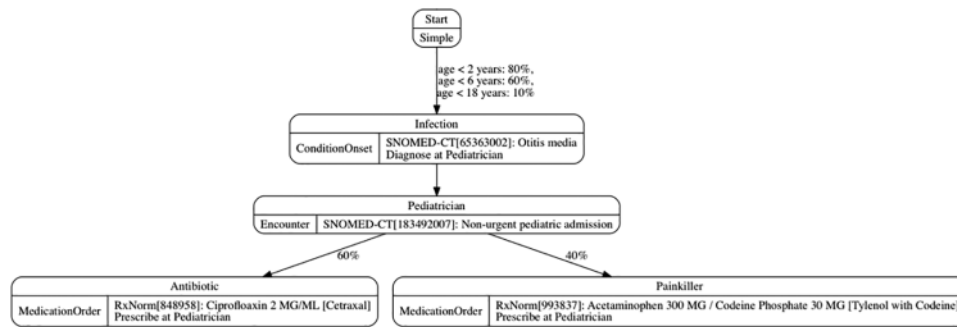 Start
Simple
age < 2 years: 80%,
age < 6 years: 60%,
age < 18 years: 10%
Infection
ConditionOnset
SNOMED-CT[65363002]: Otitis media
Diagnose at Pediatrician
Pediatrician
Encounter
SNOMED-CT[183492007]: Non-urgent pediatric admission
60%
40%
Antibiotic
MedicationOrder
RxNorm[848958]: Ciprofloaxin 2 MG/ML [Cetraxal]
Prescribe at Pediatrician
Painkiller
MedicationOrder
RxNorm[993837]: Acetaminophen 300 MG / Codeine Phosphate 30 MG [Tylenol with Codeine]
Prescribe at Pediatrician